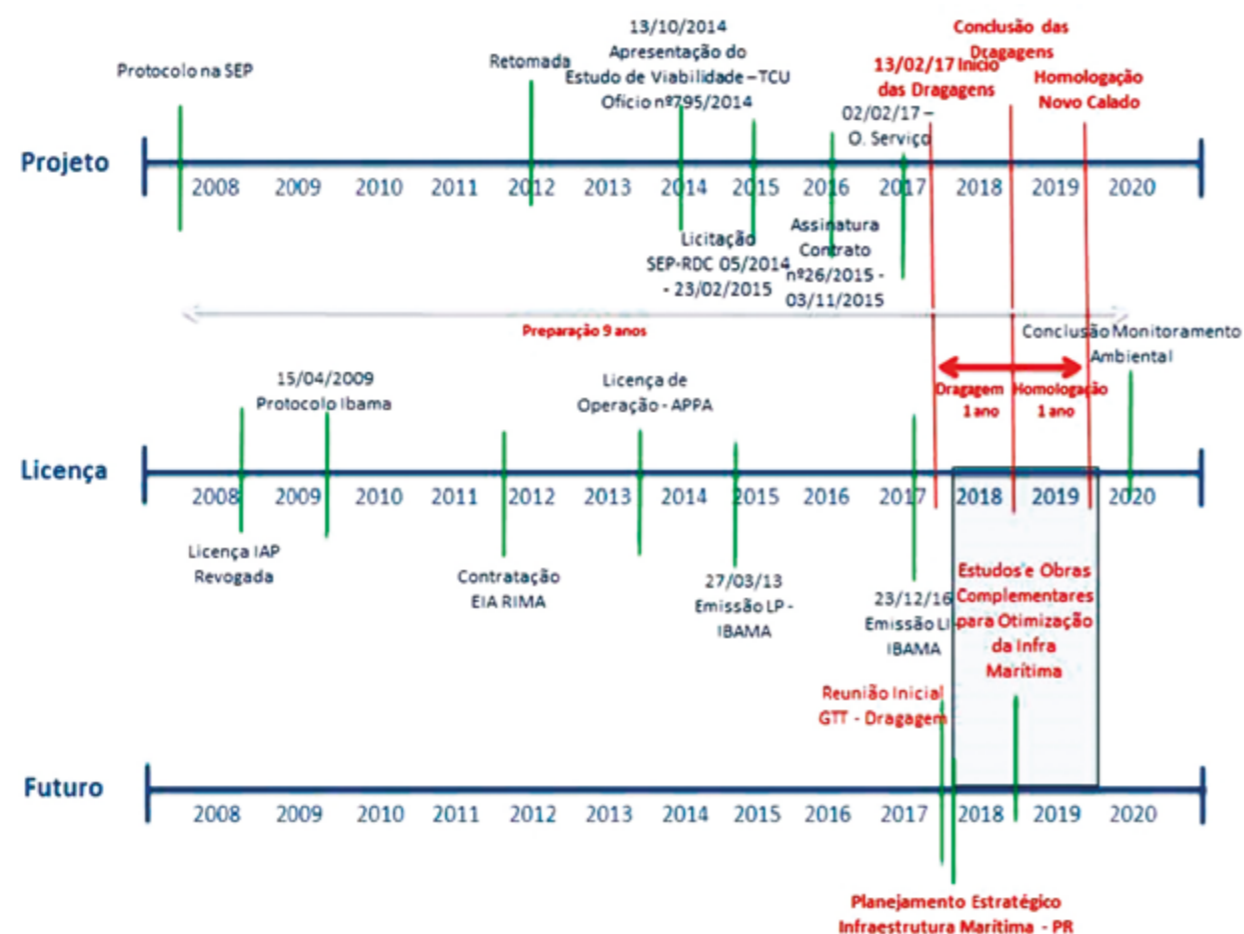 Protocolo na SEP
Retomada
13/10/2014
Apresentação do
Estudo de Viabilidade –TCU
Ofício nº795/2014
02/02/17 –
O. Serviço
13/02/17 Início
das Dragagens
Conclusão das
Dragagens
Homologação
Novo Calado
Projeto
2008 2009 2010 2011 2012 2013 2014 2015 2016 2017 2018 2019 2020
Licitação
SEP-RDC 05/2014
- 23/02/2015
Assinatura
Contrato
nº26/2015 -
03/11/2015
Preparação 9 anos
Conclusão Monitoramento
Ambiental
Dragagem
1 ano
Homologação
1 ano
15/04/2009
Protocolo Ibama
Licença de
Operação - APPA
Licença
2008 2009 2010 2011 2012 2013 2014 2015 2016 2017 2018 2019 2020
Licença IAP
Revogada
Contratação
EIA RIMA
27/03/13
Emissão LP -
IBAMA
23/12/16
Emissão LI -
IBAMA
Estudos e Obras
Complementares
para Otimização
da Infra
Marítima
Reunião Inicial
GTT - Dragagem
Futuro
2008 2009 2010 2011 2012 2013 2014 2015 2016 2017 2018 2019 2020
Planejamento Estratégico
Infraestrutura Marítima - PR